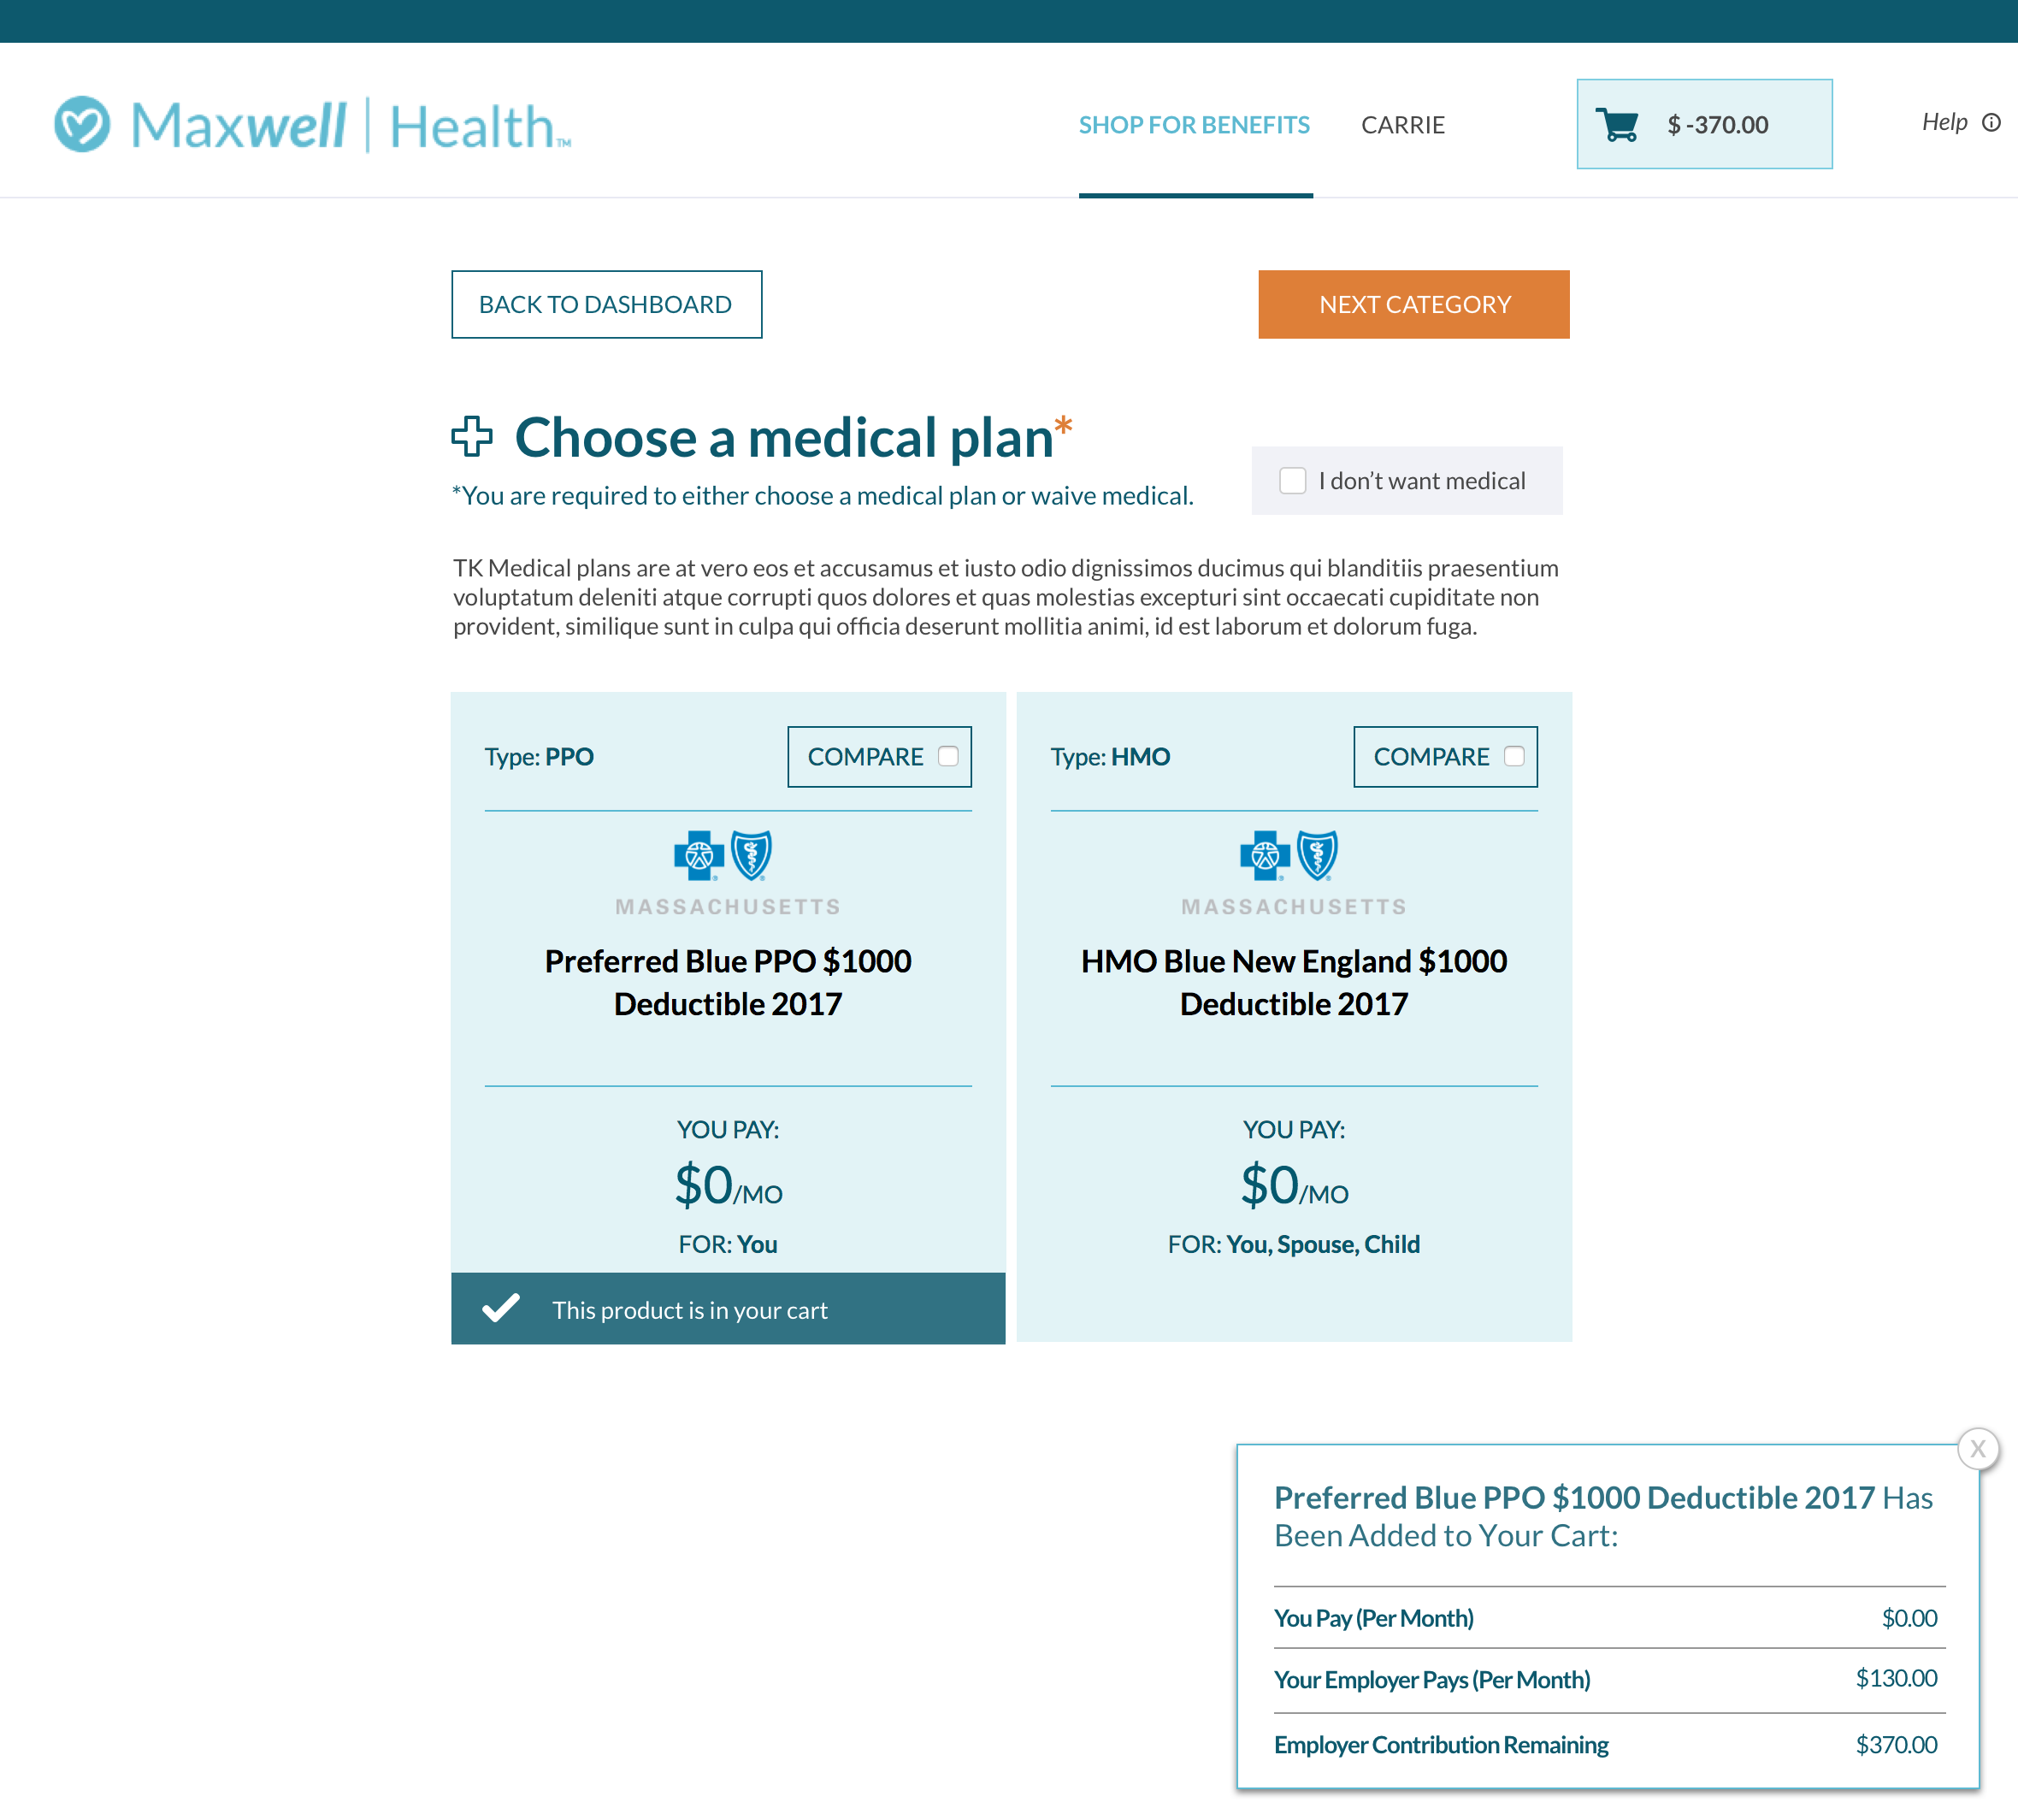 Maxwell | Health™
SHOP FOR BENEFITS
CARRIE
$ -370.00
Help
BACK TO DASHBOARD
NEXT CATEGORY
Choose a medical plan*
*You are required to either choose a medical plan or waive medical.
I don’t want medical
TK Medical plans are at vero eos et accusamus et iusto odio dignissimos ducimus qui blanditiis praesentium
voluptatum deleniti atque corrupti quos dolores et quas molestias excepturi sint occaecati cupiditate non
provident, similique sunt in culpa qui officia deserunt mollitia animi, id est laborum et dolorum fuga.
Type: PPO
COMPARE
MASSACHUSETTS
Preferred Blue PPO $1000
Deductible 2017
YOU PAY:
$0/MO
FOR: You
This product is in your cart
Type: HMO
COMPARE
MASSACHUSETTS
HMO Blue New England $1000
Deductible 2017
YOU PAY:
$0/MO
FOR: You, Spouse, Child
X
Preferred Blue PPO $1000 Deductible 2017 Has
Been Added to Your Cart:
You Pay (Per Month) $0.00
Your Employer Pays (Per Month) $130.00
Employer Contribution Remaining $370.00